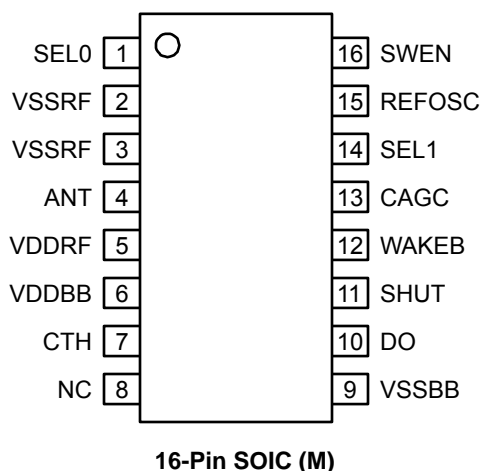 SEL0 1 16 SWEN
VSSRF 2 15 REFOSC
VSSRF 3 14 SEL1
ANT 4 13 CAGC
VDDRF 5 12 WAKEB
VDDBB 6 11 SHUT
CTH 7 10 DO
NC 8 9 VSSBB
16-Pin SOIC (M)